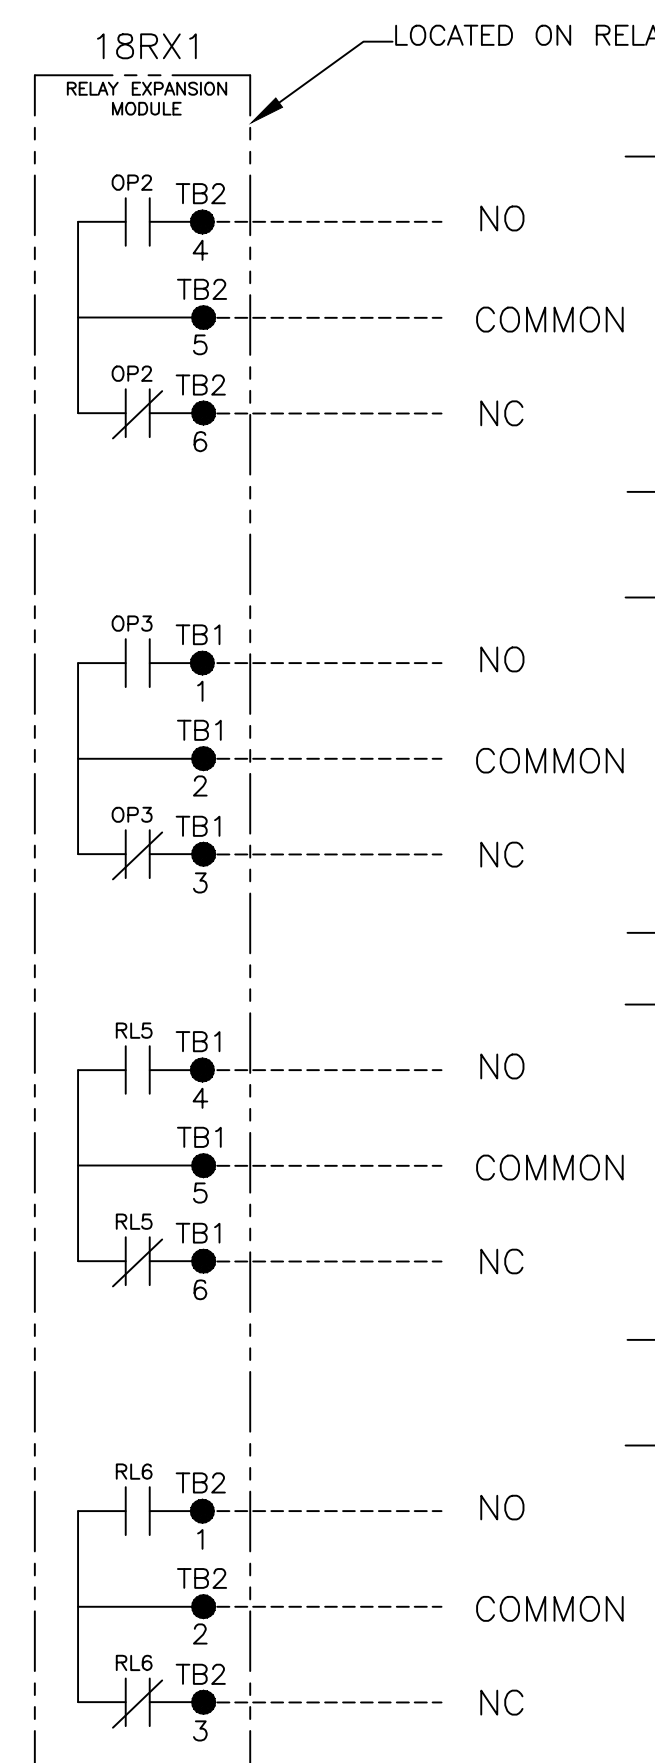 18RX1
LOCATED ON
RELAY EXPANSION
MODULE
OP2 TB2
4 NO
TB2
5 COMMON
OP2 TB2
6 NC
OP3 TB1
1 NO
TB1
2 COMMON
OP3 TB1
3 NC
RL5 TB1
4 NO
TB1
5 COMMON
RL5 TB1
6 NC
RL6 TB2
1 NO
TB2
2 COMMON
RL6 TB2
3 NC